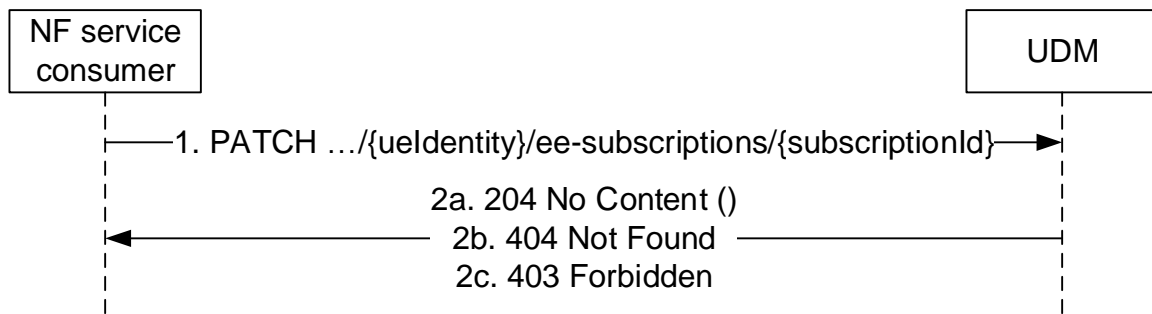 NF service
consumer
UDM
1. PATCH …/{ueIdentity}/ee-subscriptions/{subscriptionId}
2a. 204 No Content ()
2b. 404 Not Found
2c. 403 Forbidden